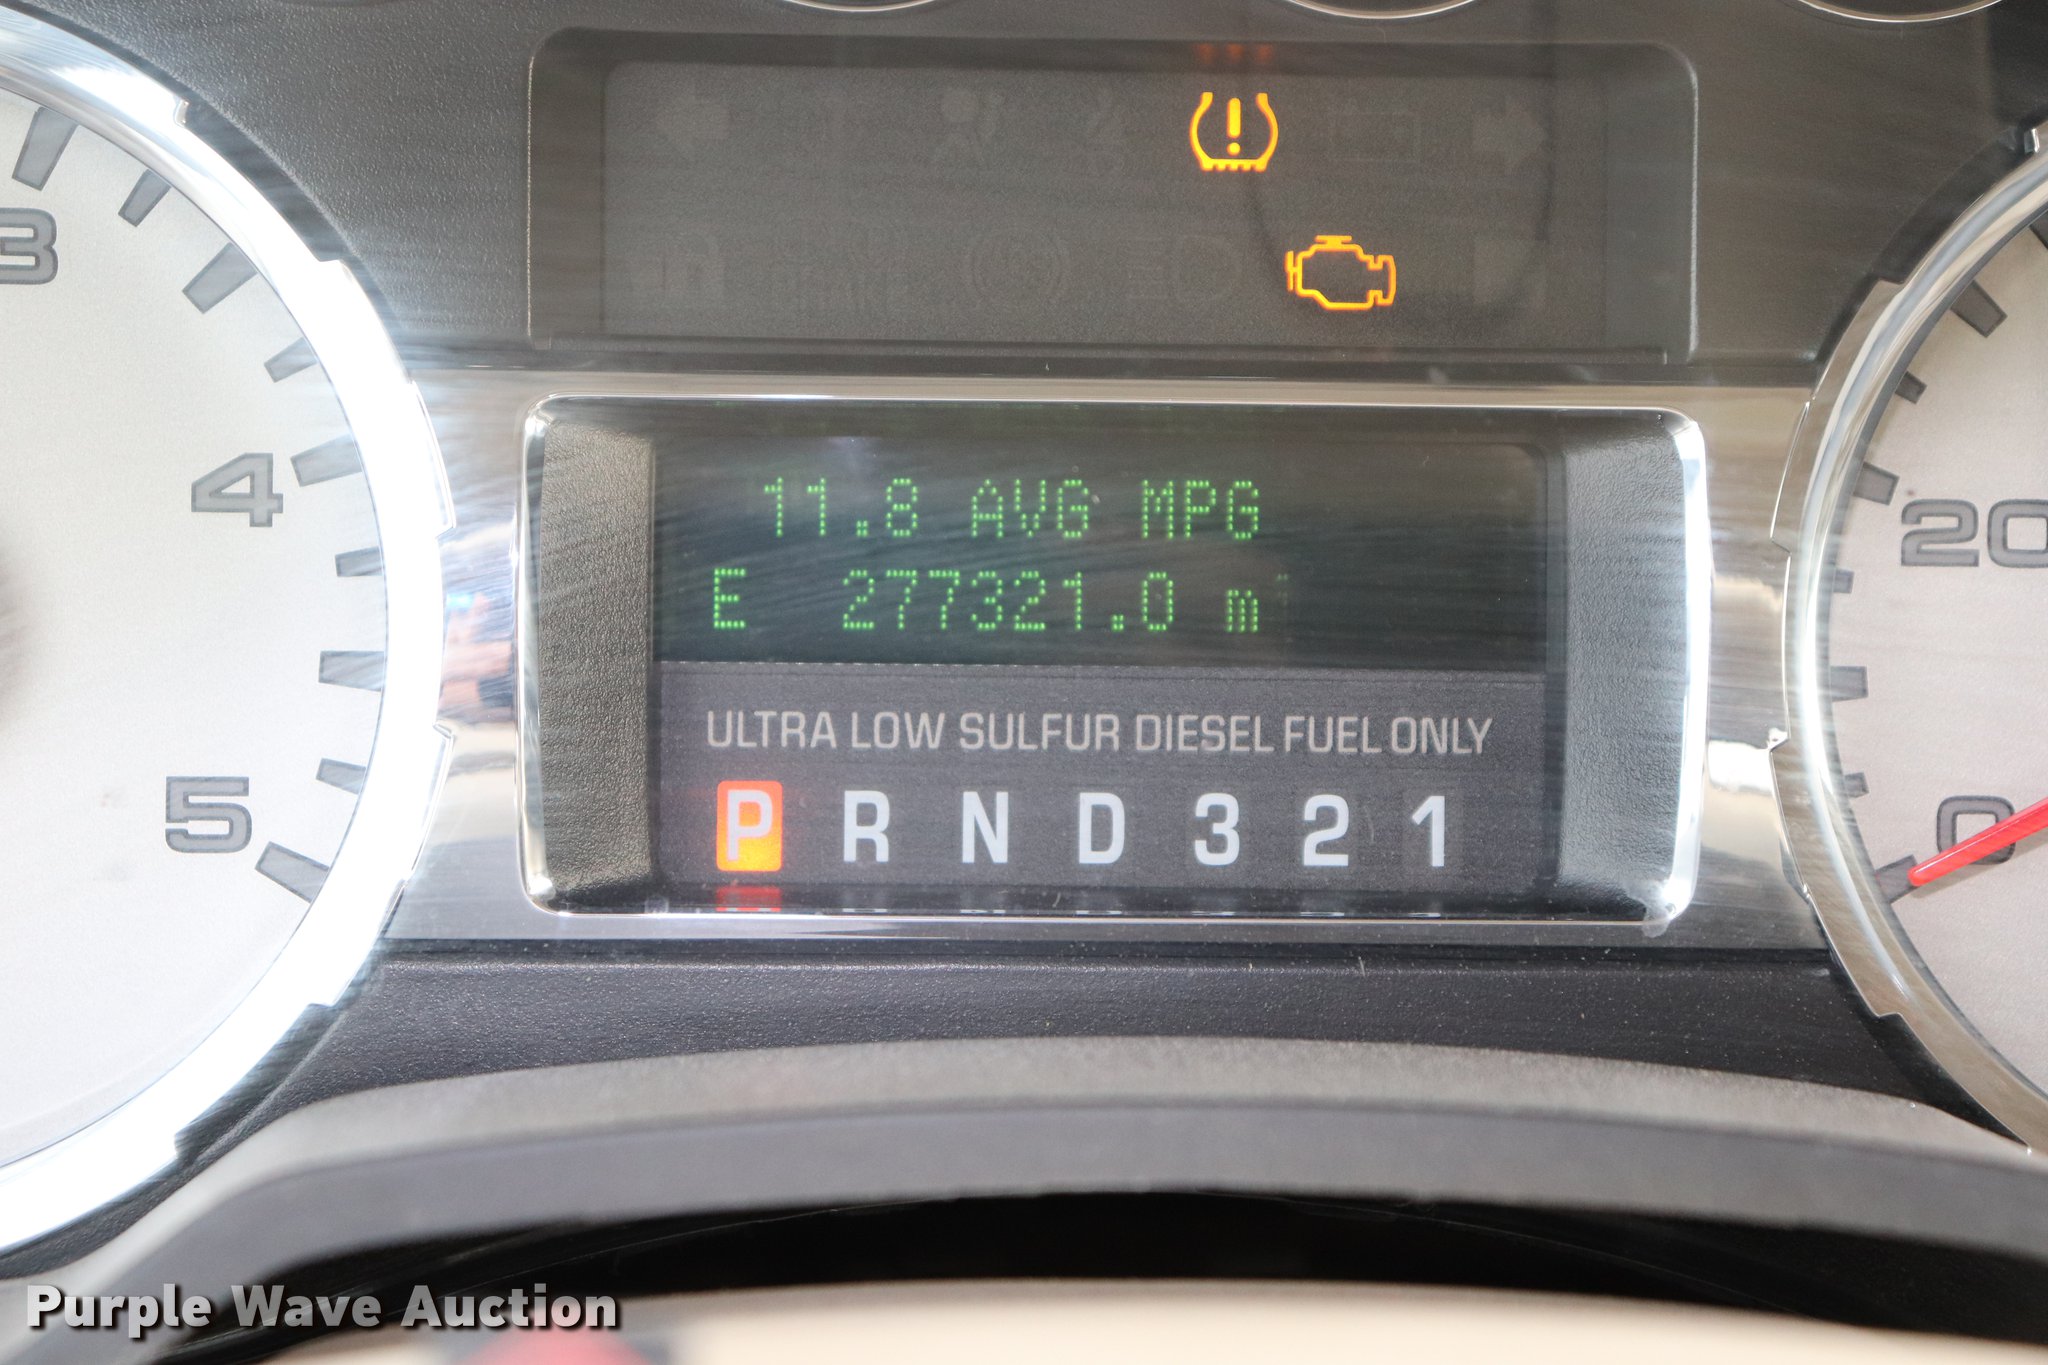 3
4
5
11.8 AVG MPG
E 277321.0 mi
ULTRA LOW SULFUR DIESEL FUEL ONLY
P R N D 3 2 1
20
0
Purple Wave Auction